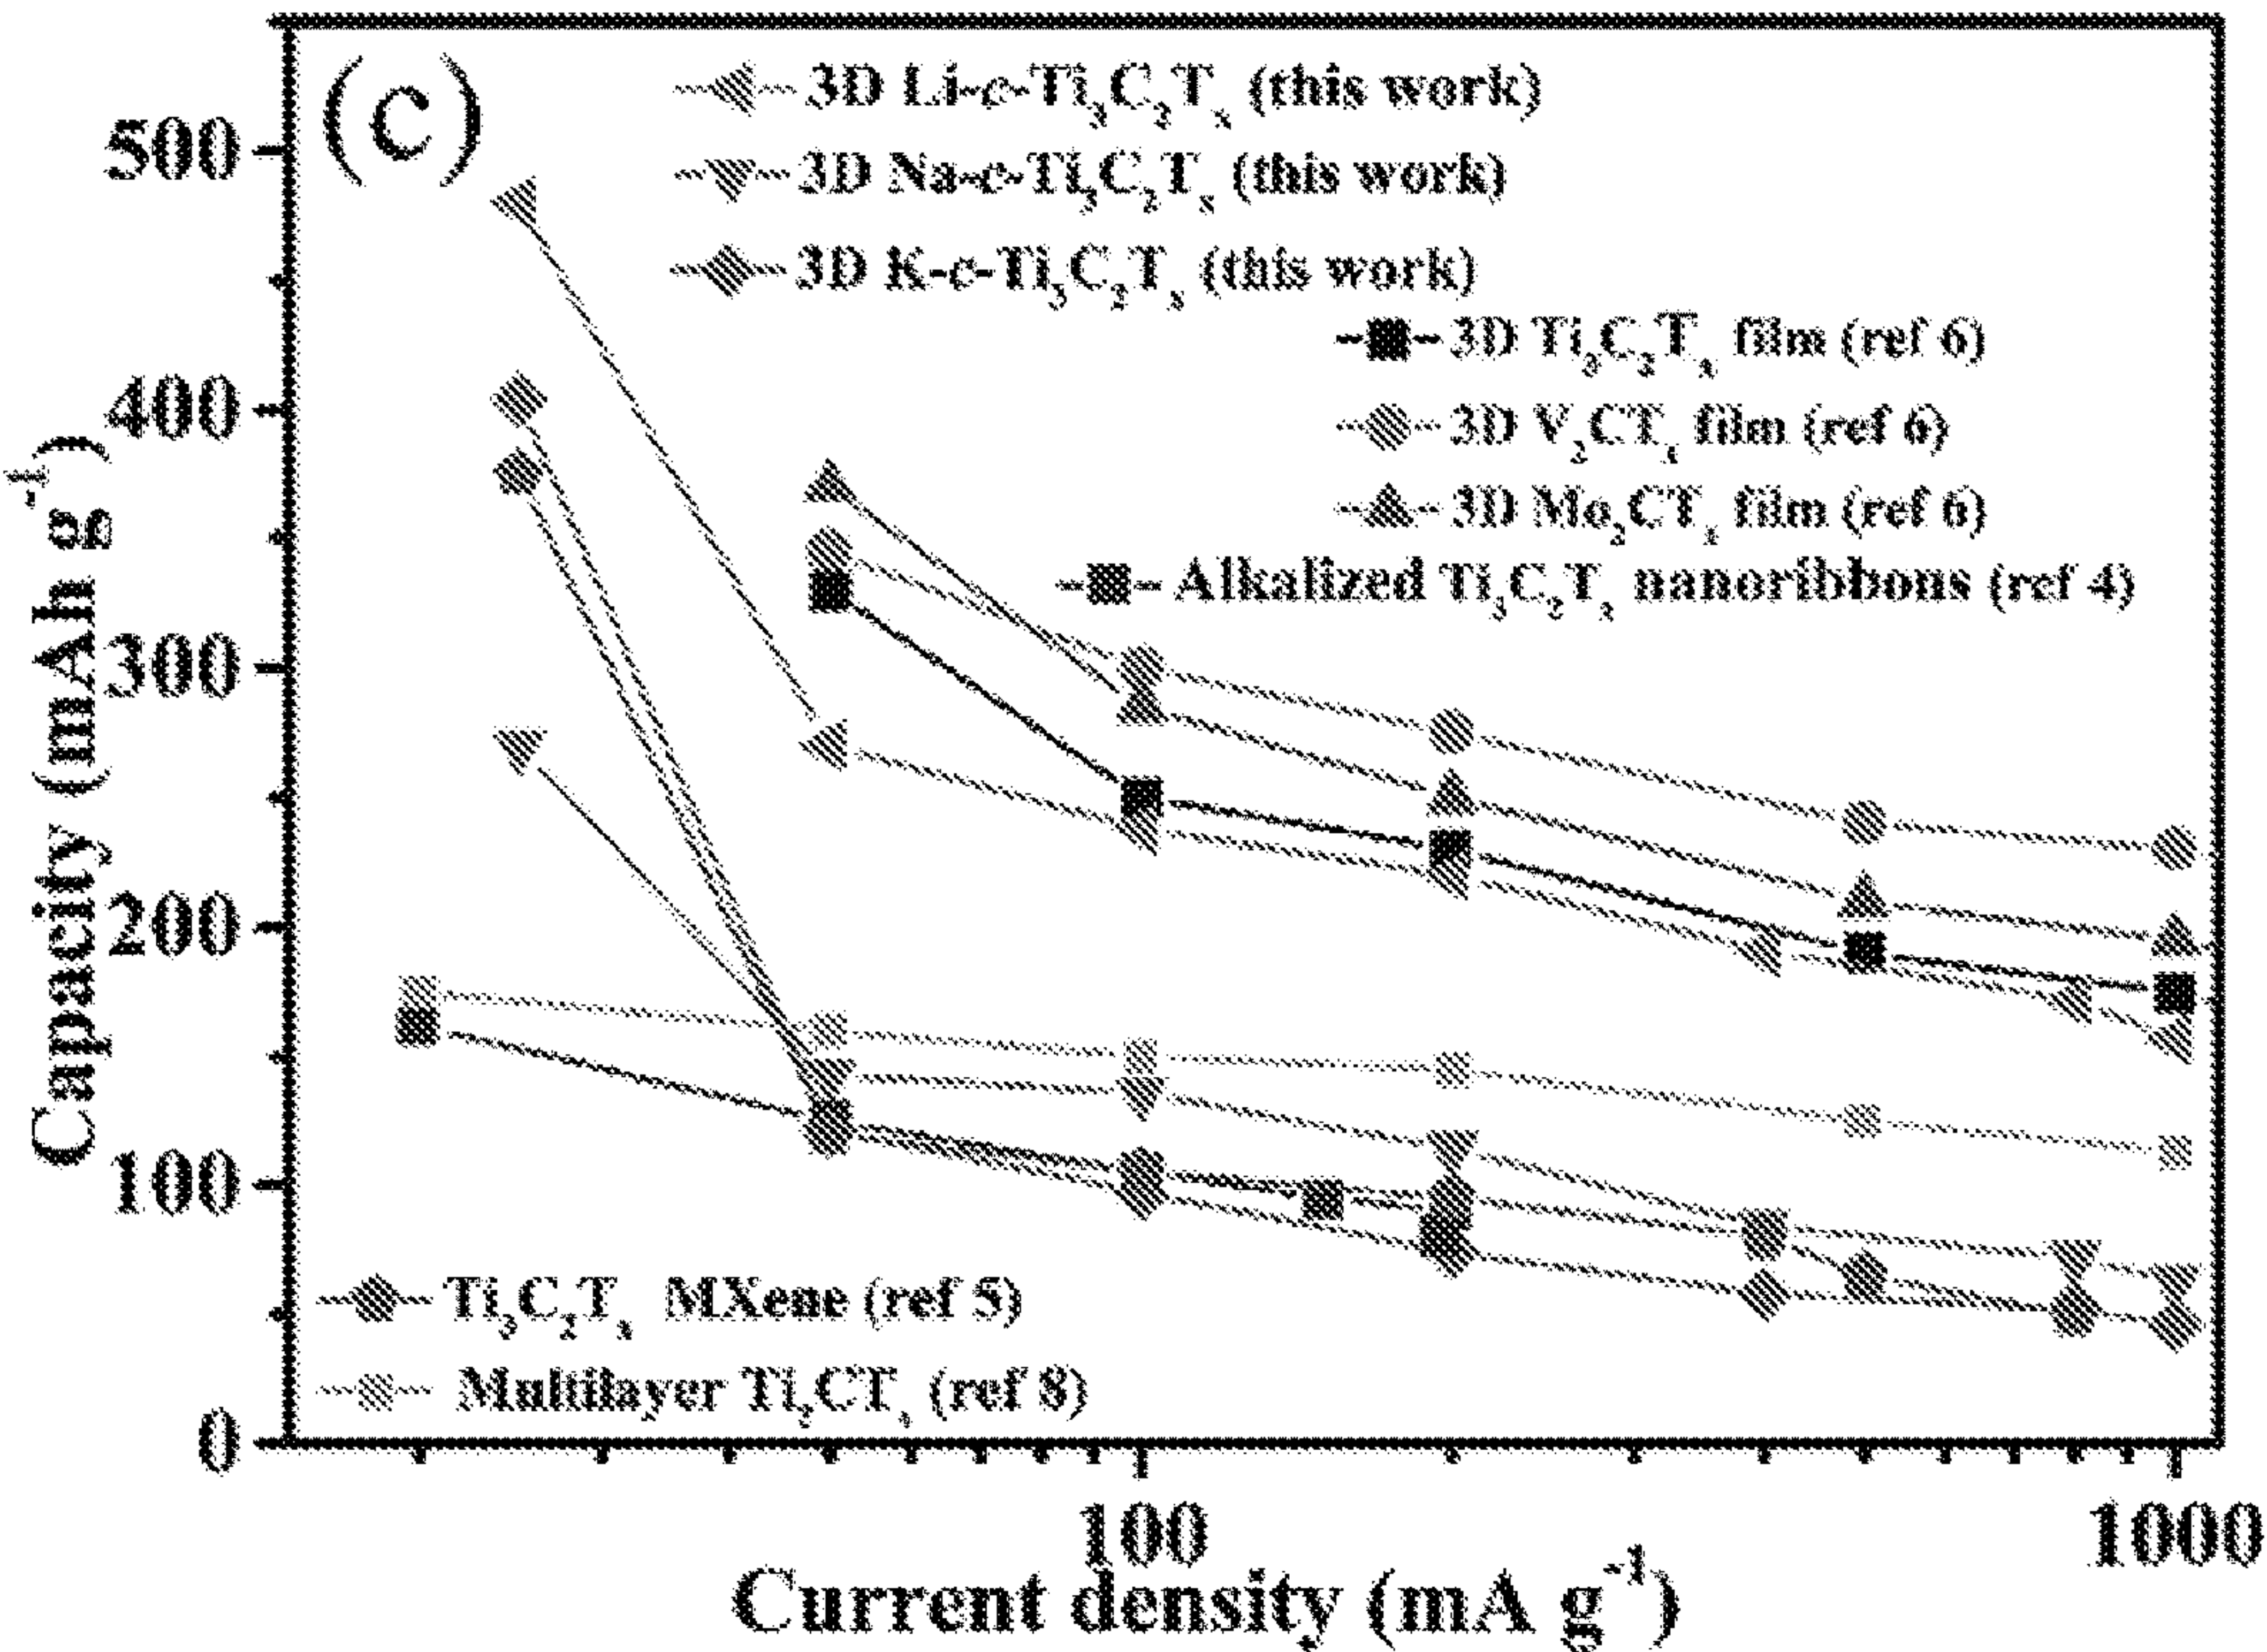 (c)
3D Li-c-Ti₃C₂Tₓ (this work)
3D Na-c-Ti₃C₂Tₓ (this work)
3D K-c-Ti₃C₂Tₓ (this work)
3D Ti₃C₂Tₓ film (ref 6)
3D V₂CTₓ film (ref 6)
3D Mo₂CTₓ film (ref 6)
Alkalized Ti₃C₂Tₓ nanoribbons (ref 4)
Ti₃C₂Tₓ MXene (ref 5)
Multilayer Ti₂CTₓ (ref 8)
Capacity (mAh g⁻¹)
500
400
300
200
100
0
100
1000
Current density (mA g⁻¹)